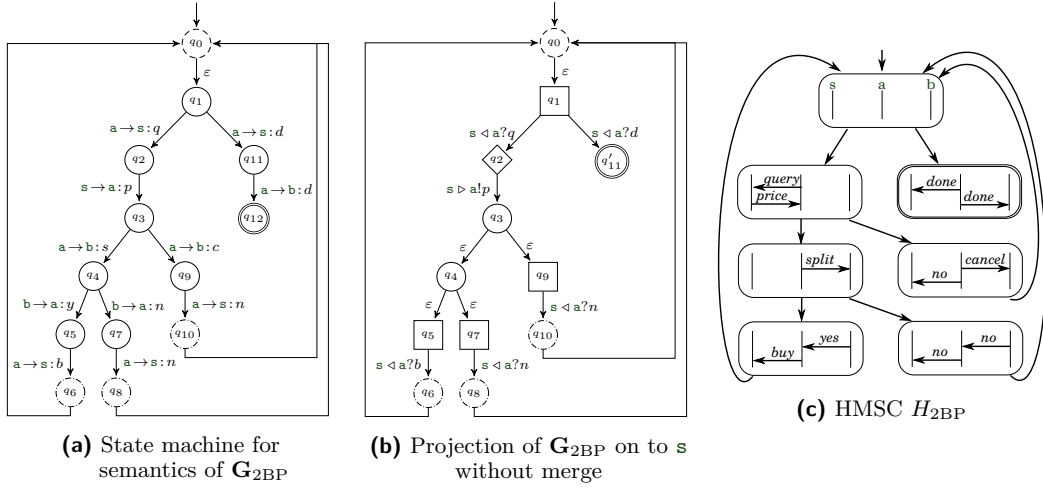 q0
ε
q1
a→s:q
a→s:d
q2
q11
s→a:p
a→b:d
q3
q12
a→b:s
a→b:c
q4
q9
b→a:y
b→a:n
a→s:n
q5
q7
q10
a→s:b
a→s:n
q6
q8
(a) State machine for
semantics of G2BP
q0
ε
q1
s◁a?q
s◁a?d
q2
q′11
s▷a!p
q3
ε
ε
q4
q9
ε
ε
s◁a?n
q5
q7
q10
s◁a?b
s◁a?n
q6
q8
(b) Projection of G2BP on to s
without merge
s a b
query
price
done
done
split
cancel
no
yes
buy
no
no
(c) HMSC H2BP